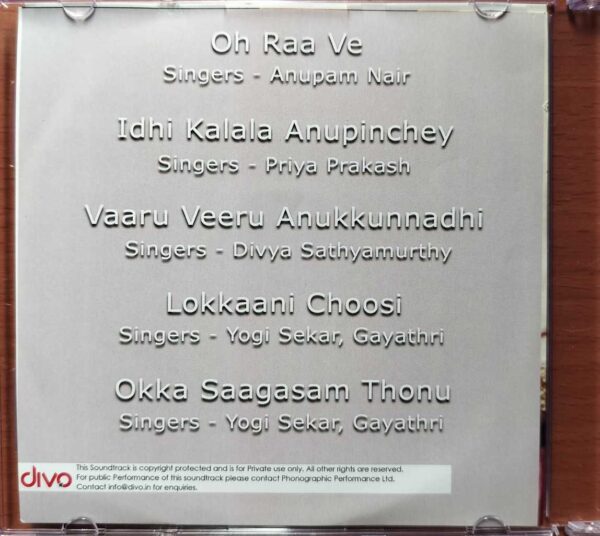 Oh Raa Ve
Singers - Anupam Nair
Idhi Kalala Anupinchey
Singers - Priya Prakash
Vaaru Veeru Anukkunnadhi
Singers - Divya Sathyamurthy
Lokkaani Choosi
Singers - Yogi Sekar, Gayathri
Okka Saagasam Thonu
Singers - Yogi Sekar, Gayathri
divo
This Soundtrack is copyright protected and is for Private use only. All other rights are reserved.
For public Performance of this soundtrack please contact Phonographic Performance Ltd.
Contact info@divo.in for enquiries.